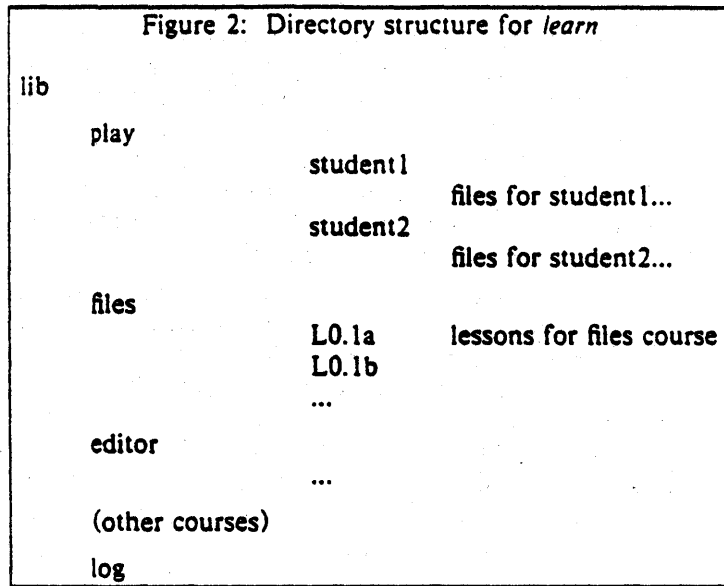 Figure 2: Directory structure for learn
lib
play
student1
files for student1...
student2
files for student2...
files
L0.1a lessons for files course
L0.1b
...
editor
...
(other courses)
log